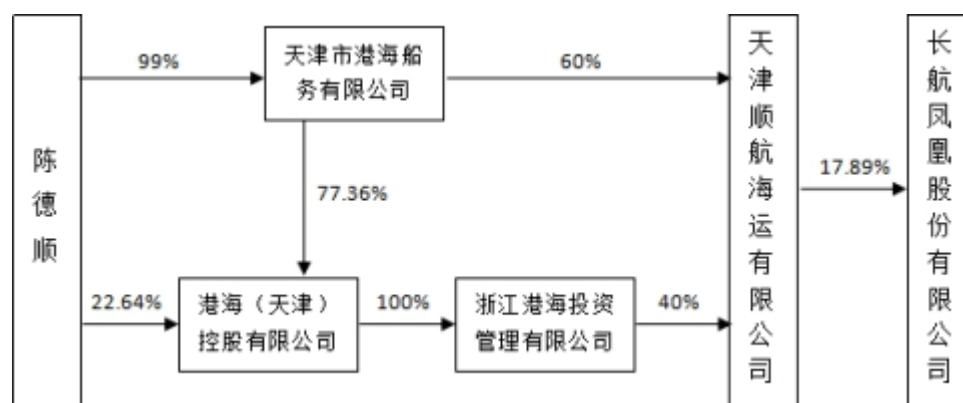 陈德顺
99%
天津市港海船
务有限公司
60%
77.36%
22.64%
港海（天津）
控股有限公司
100%
浙江港海投资
管理有限公司
40%
天津顺航海运有限公司
17.89%
长航凤凰股份有限公司